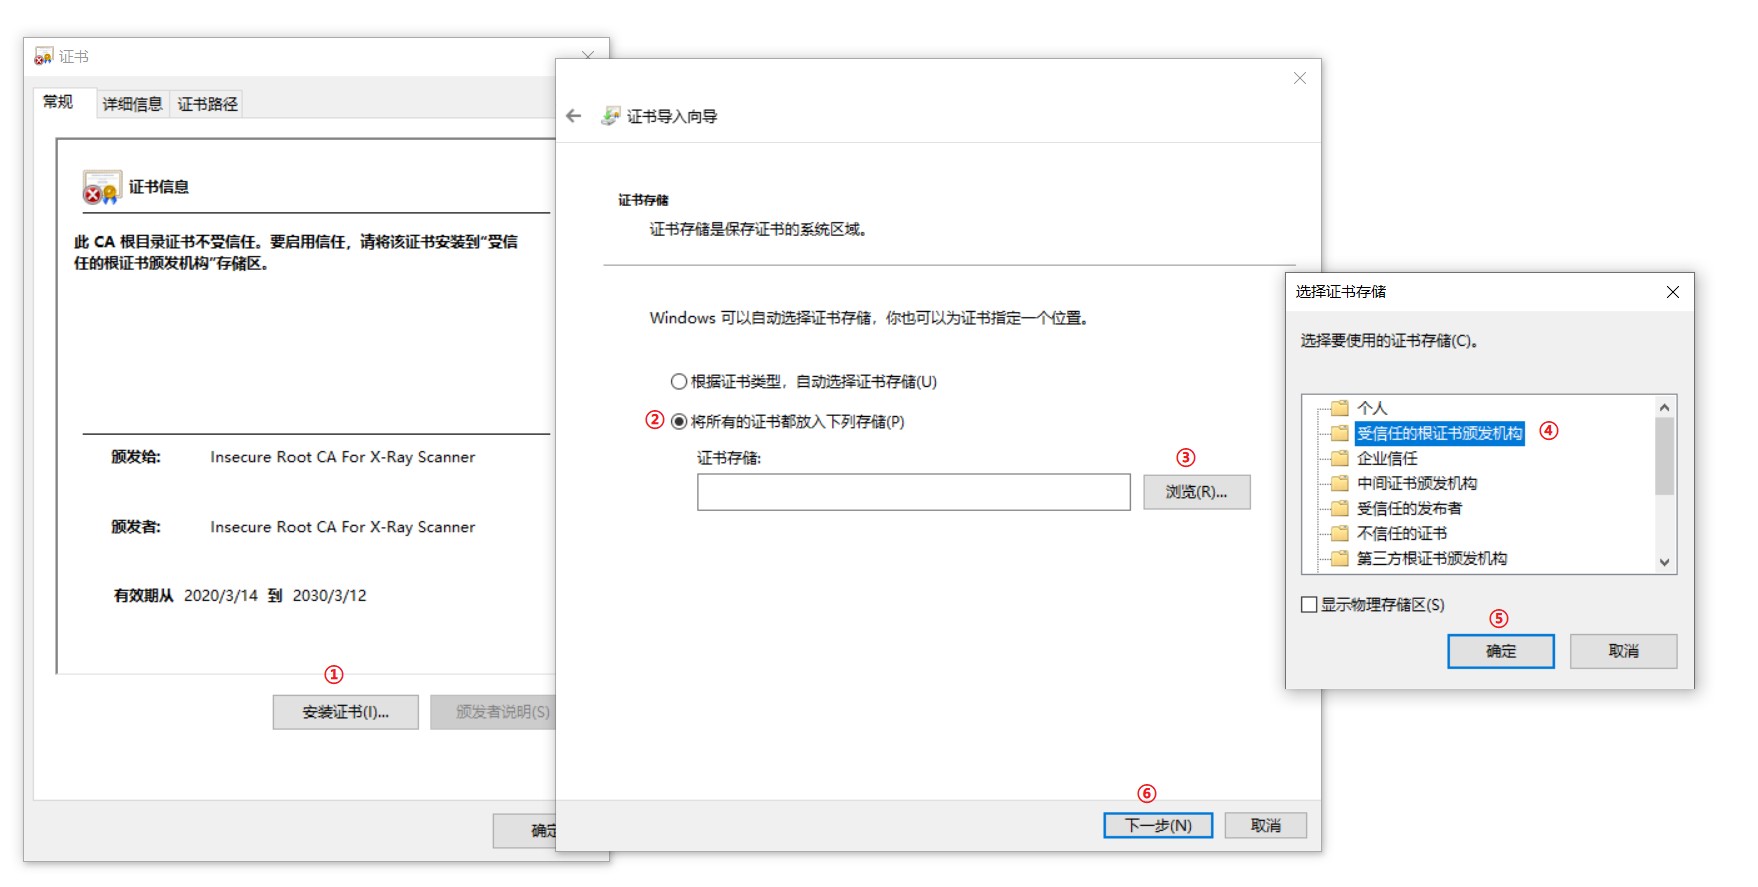 证书
常规
详细信息
证书路径
证书信息
此 CA 根目录证书不受信任。要启用信任，请将该证书安装到"受信
任的根证书颁发机构"存储区。
颁发给: Insecure Root CA For X-Ray Scanner
颁发者: Insecure Root CA For X-Ray Scanner
有效期从 2020/3/14 到 2030/3/12
①
安装证书(I)...
颁发者说明(S)
确定
证书导入向导
证书存储
证书存储是保存证书的系统区域。
Windows 可以自动选择证书存储，你也可以为证书指定一个位置。
根据证书类型，自动选择证书存储(U)
② 将所有的证书都放入下列存储(P)
证书存储:
③
浏览(R)...
⑥
下一步(N)
取消
选择证书存储
选择要使用的证书存储(C)。
个人
受信任的根证书颁发机构 ④
企业信任
中间证书颁发机构
受信任的发布者
不信任的证书
第三方根证书颁发机构
显示物理存储区(S)
⑤
确定
取消